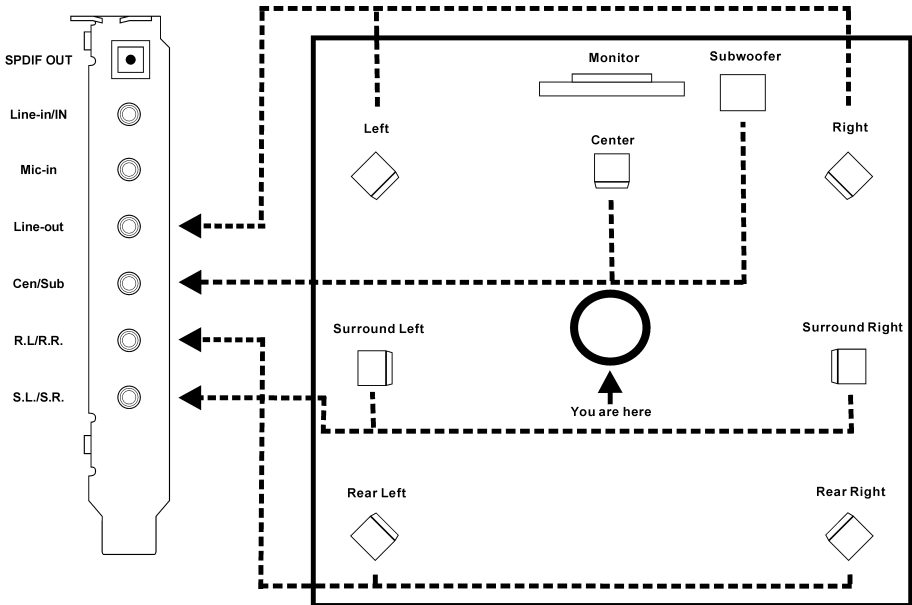 SPDIF OUT
Line-in/IN
Mic-in
Line-out
Cen/Sub
R.L/R.R.
S.L./S.R.
Monitor
Subwoofer
Left
Center
Right
Surround Left
Surround Right
You are here
Rear Left
Rear Right